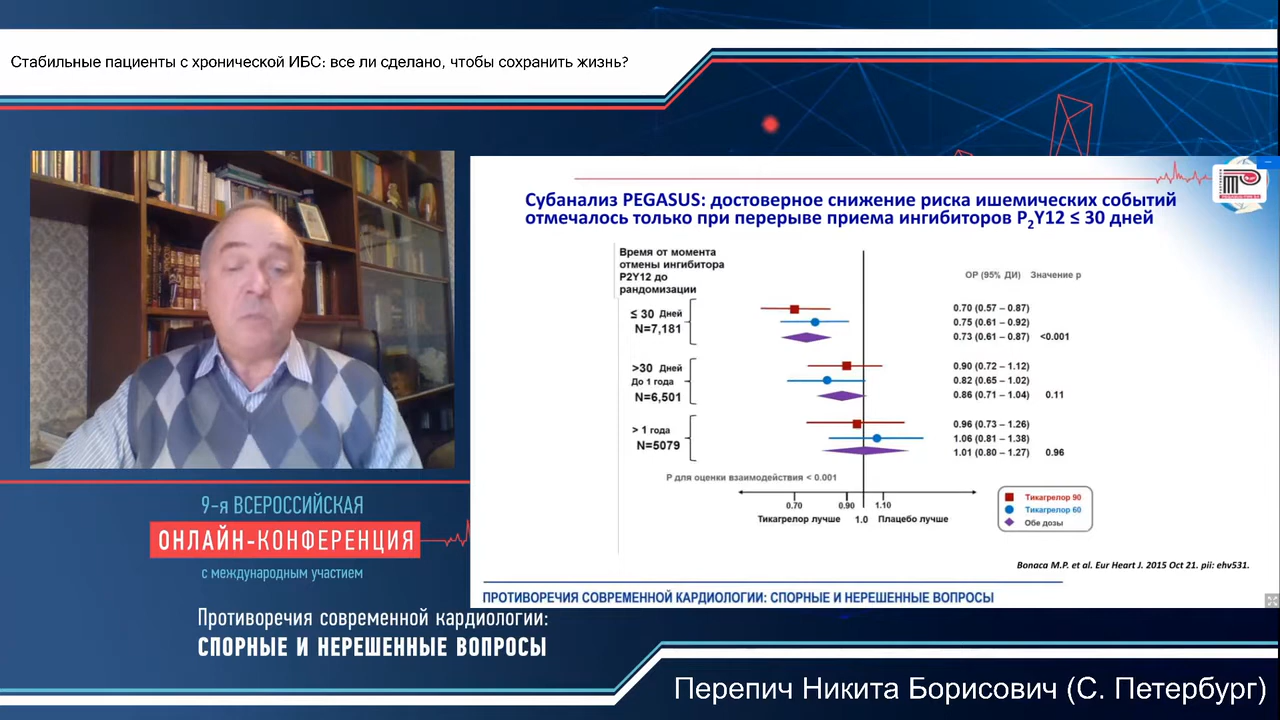 Стабильные пациенты с хронической ИБС: все ли сделано, чтобы сохранить жизнь?
Субанализ PEGASUS: достоверное снижение риска ишемических событий
отмечалось только при перерыве приема ингибиторов P2Y12 ≤ 30 дней
Время от момента
отмены ингибитора
P2Y12 до
рандомизации
ОР (95% ДИ) Значение р
≤ 30 Дней
N=7,181
0.70 (0.57 – 0.87)
0.75 (0.61 – 0.92)
0.73 (0.61 – 0.87) <0.001
>30 Дней
До 1 года
N=6,501
0.90 (0.72 – 1.12)
0.82 (0.65 – 1.02)
0.86 (0.71 – 1.04) 0.11
> 1 года
N=5079
0.96 (0.73 – 1.26)
1.06 (0.81 – 1.38)
1.01 (0.80 – 1.27) 0.96
Р для оценки взаимодействия < 0.001
0.70 0.90 1.10
Тикагрелор лучше 1.0 Плацебо лучше
Тикагрелор 90
Тикагрелор 60
Обе дозы
Bonaca M.P. et al. Eur Heart J. 2015 Oct 21. pii: ehv531.
ПРОТИВОРЕЧИЯ СОВРЕМЕННОЙ КАРДИОЛОГИИ: СПОРНЫЕ И НЕРЕШЕННЫЕ ВОПРОСЫ
9-я ВСЕРОССИЙСКАЯ
ОНЛАЙН-КОНФЕРЕНЦИЯ
с международным участием
Противоречия современной кардиологии:
СПОРНЫЕ И НЕРЕШЕННЫЕ ВОПРОСЫ
Перепич Никита Борисович (С. Петербург)